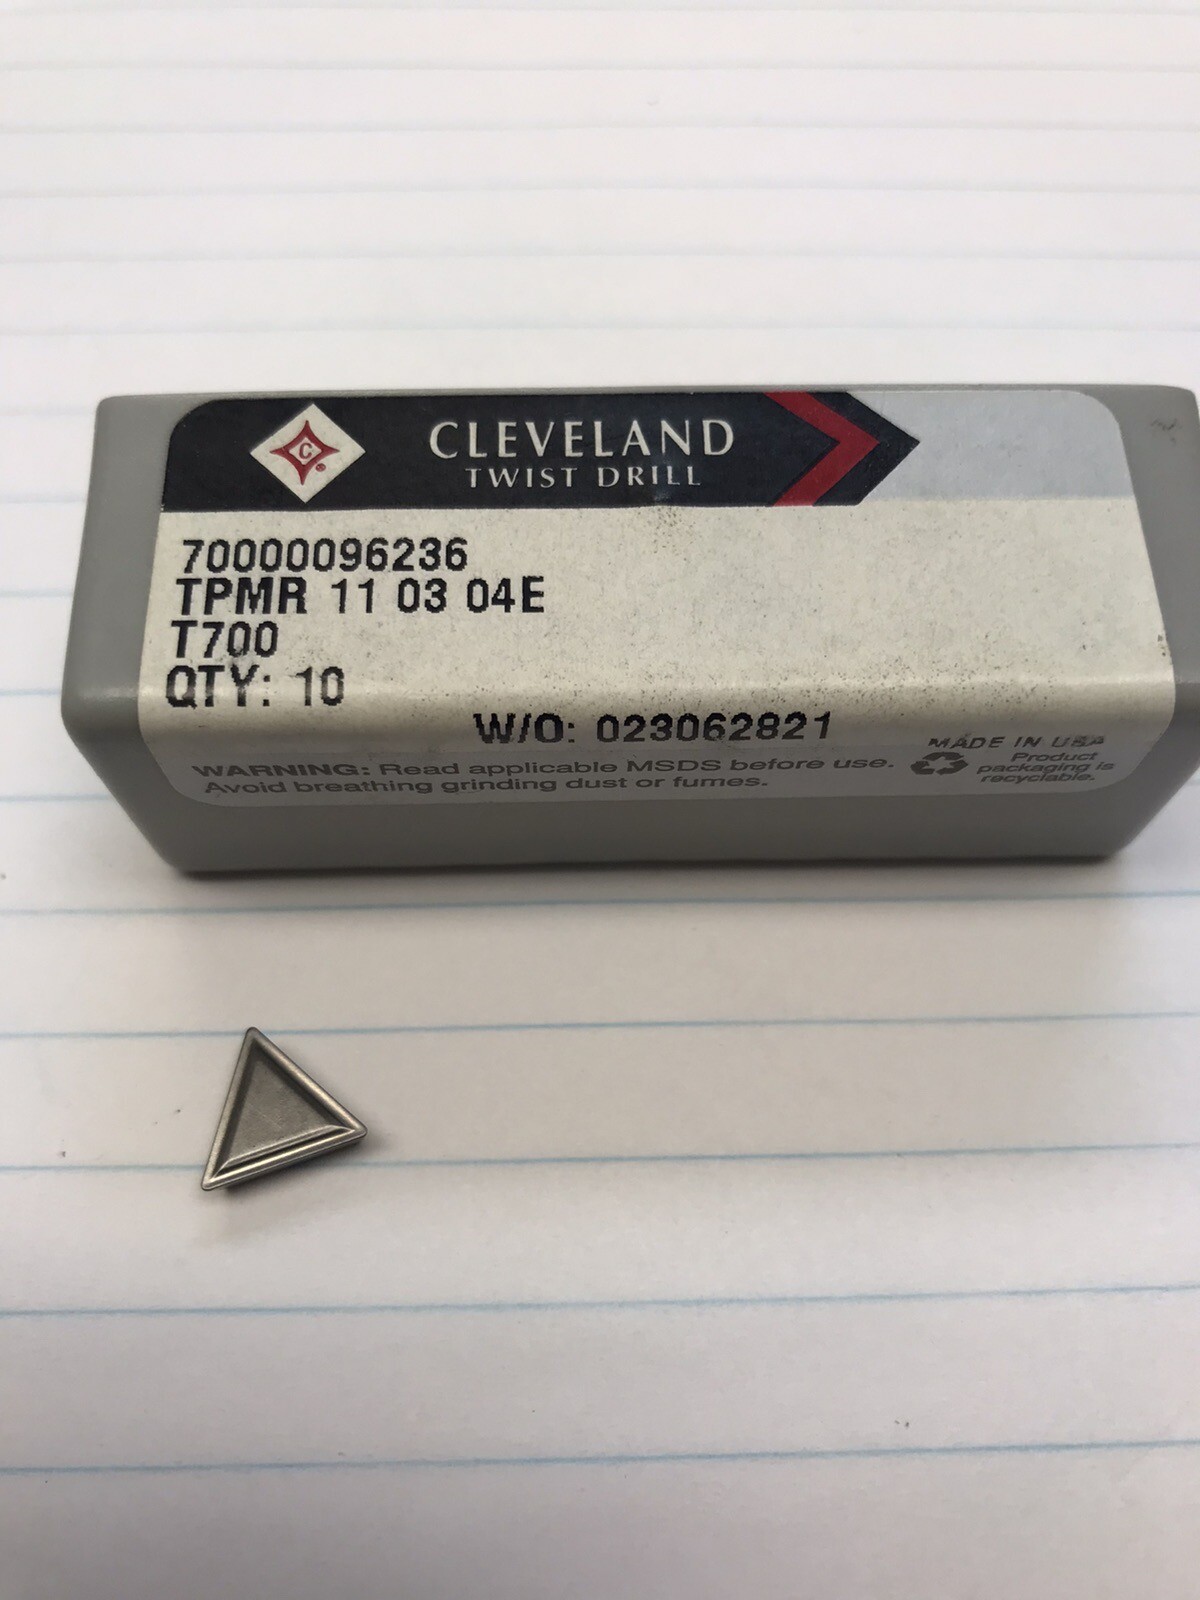 C
CLEVELAND
TWIST DRILL
70000096236
TPMR 11 03 04E
T700
QTY: 10
W/O: 023062821
WARNING: Read applicable MSDS before use.
Avoid breathing grinding dust or fumes.
MADE IN USA
Product
packaging is
recyclable.